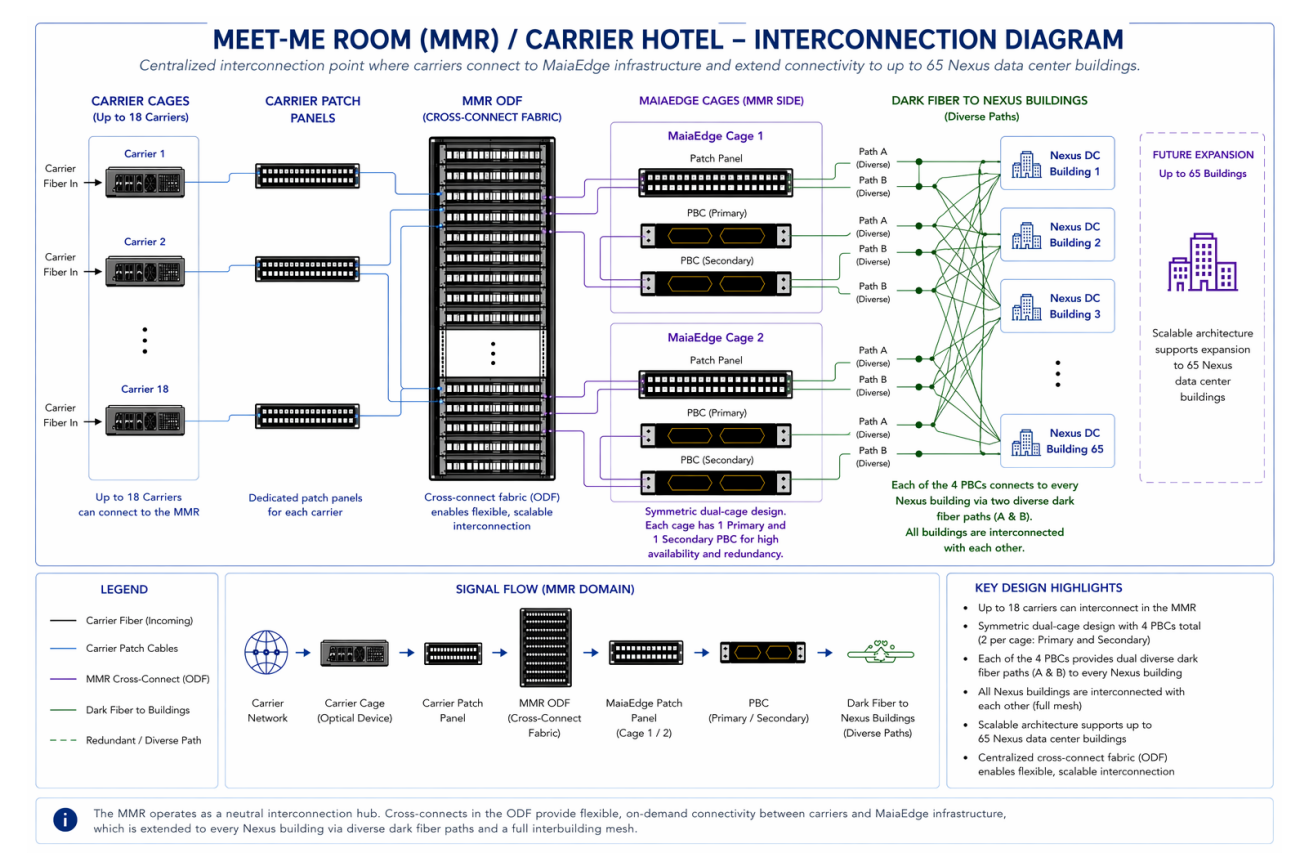 MEET-ME ROOM (MMR) / CARRIER HOTEL – INTERCONNECTION DIAGRAM
Centralized interconnection point where carriers connect to MaiaEdge infrastructure and extend connectivity to up to 65 Nexus data center buildings.
CARRIER CAGES
(Up to 18 Carriers)
Carrier 1
Carrier
Fiber In
Carrier 2
Carrier
Fiber In
Carrier 18
Carrier
Fiber In
Up to 18 Carriers
can connect to the MMR
CARRIER PATCH
PANELS
Dedicated patch panels
for each carrier
MMR ODF
(CROSS-CONNECT FABRIC)
Cross-connect fabric (ODF)
enables flexible, scalable
interconnection
MAIAEDGE CAGES (MMR SIDE)
MaiaEdge Cage 1
Patch Panel
PBC (Primary)
PBC (Secondary)
MaiaEdge Cage 2
Patch Panel
PBC (Primary)
PBC (Secondary)
Symmetric dual-cage design.
Each cage has 1 Primary and
1 Secondary PBC for high
availability and redundancy.
DARK FIBER TO NEXUS BUILDINGS
(Diverse Paths)
Path A
(Diverse)
Path B
(Diverse)
Path A
(Diverse)
Path B
(Diverse)
Path B
(Diverse)
Path A
(Diverse)
Path B
(Diverse)
Path A
(Diverse)
Path B
(Diverse)
Nexus DC
Building 1
Nexus DC
Building 2
Nexus DC
Building 3
Nexus DC
Building 65
Each of the 4 PBCs connects to every
Nexus building via two diverse dark
fiber paths (A & B).
All buildings are interconnected
with each other.
FUTURE EXPANSION
Up to 65 Buildings
Scalable architecture
supports expansion
to 65 Nexus
data center
buildings
LEGEND
Carrier Fiber (Incoming)
Carrier Patch Cables
MMR Cross-Connect (ODF)
Dark Fiber to Buildings
Redundant / Diverse Path
SIGNAL FLOW (MMR DOMAIN)
Carrier
Network
Carrier Cage
(Optical Device)
Carrier Patch
Panel
MMR ODF
(Cross-Connect
Fabric)
MaiaEdge Patch
Panel
(Cage 1 / 2)
PBC
(Primary / Secondary)
Dark Fiber to
Nexus Buildings
(Diverse Paths)
KEY DESIGN HIGHLIGHTS
• Up to 18 carriers can interconnect in the MMR
• Symmetric dual-cage design with 4 PBCs total
(2 per cage: Primary and Secondary)
• Each of the 4 PBCs provides dual diverse dark
fiber paths (A & B) to every Nexus building
• All Nexus buildings are interconnected with
each other (full mesh)
• Scalable architecture supports up to
65 Nexus data center buildings
• Centralized cross-connect fabric (ODF)
enables flexible, scalable interconnection
i
The MMR operates as a neutral interconnection hub. Cross-connects in the ODF provide flexible, on-demand connectivity between carriers and MaiaEdge infrastructure,
which is extended to every Nexus building via diverse dark fiber paths and a full interbuilding mesh.